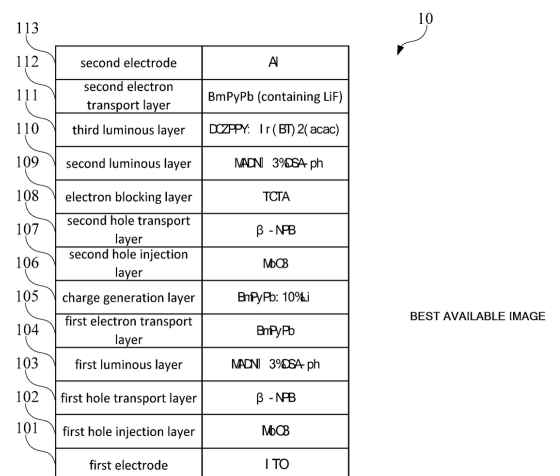 10
113
112 second electrode Al
111 second electron transport layer BmPyPb (containing LiF)
110 third luminous layer DCZPPY: Ir(BT)2(acac)
109 second luminous layer MADN\ 3%DSA-ph
108 electron blocking layer TCTA
107 second hole transport layer β-NPB
106 second hole injection layer MoO3
105 charge generation layer BmPyPb: 10%Li
104 first electron transport layer BmPyPb
103 first luminous layer MADN\ 3%DSA-ph
102 first hole transport layer β-NPB
101 first hole injection layer MoO3
first electrode ITO
BEST AVAILABLE IMAGE